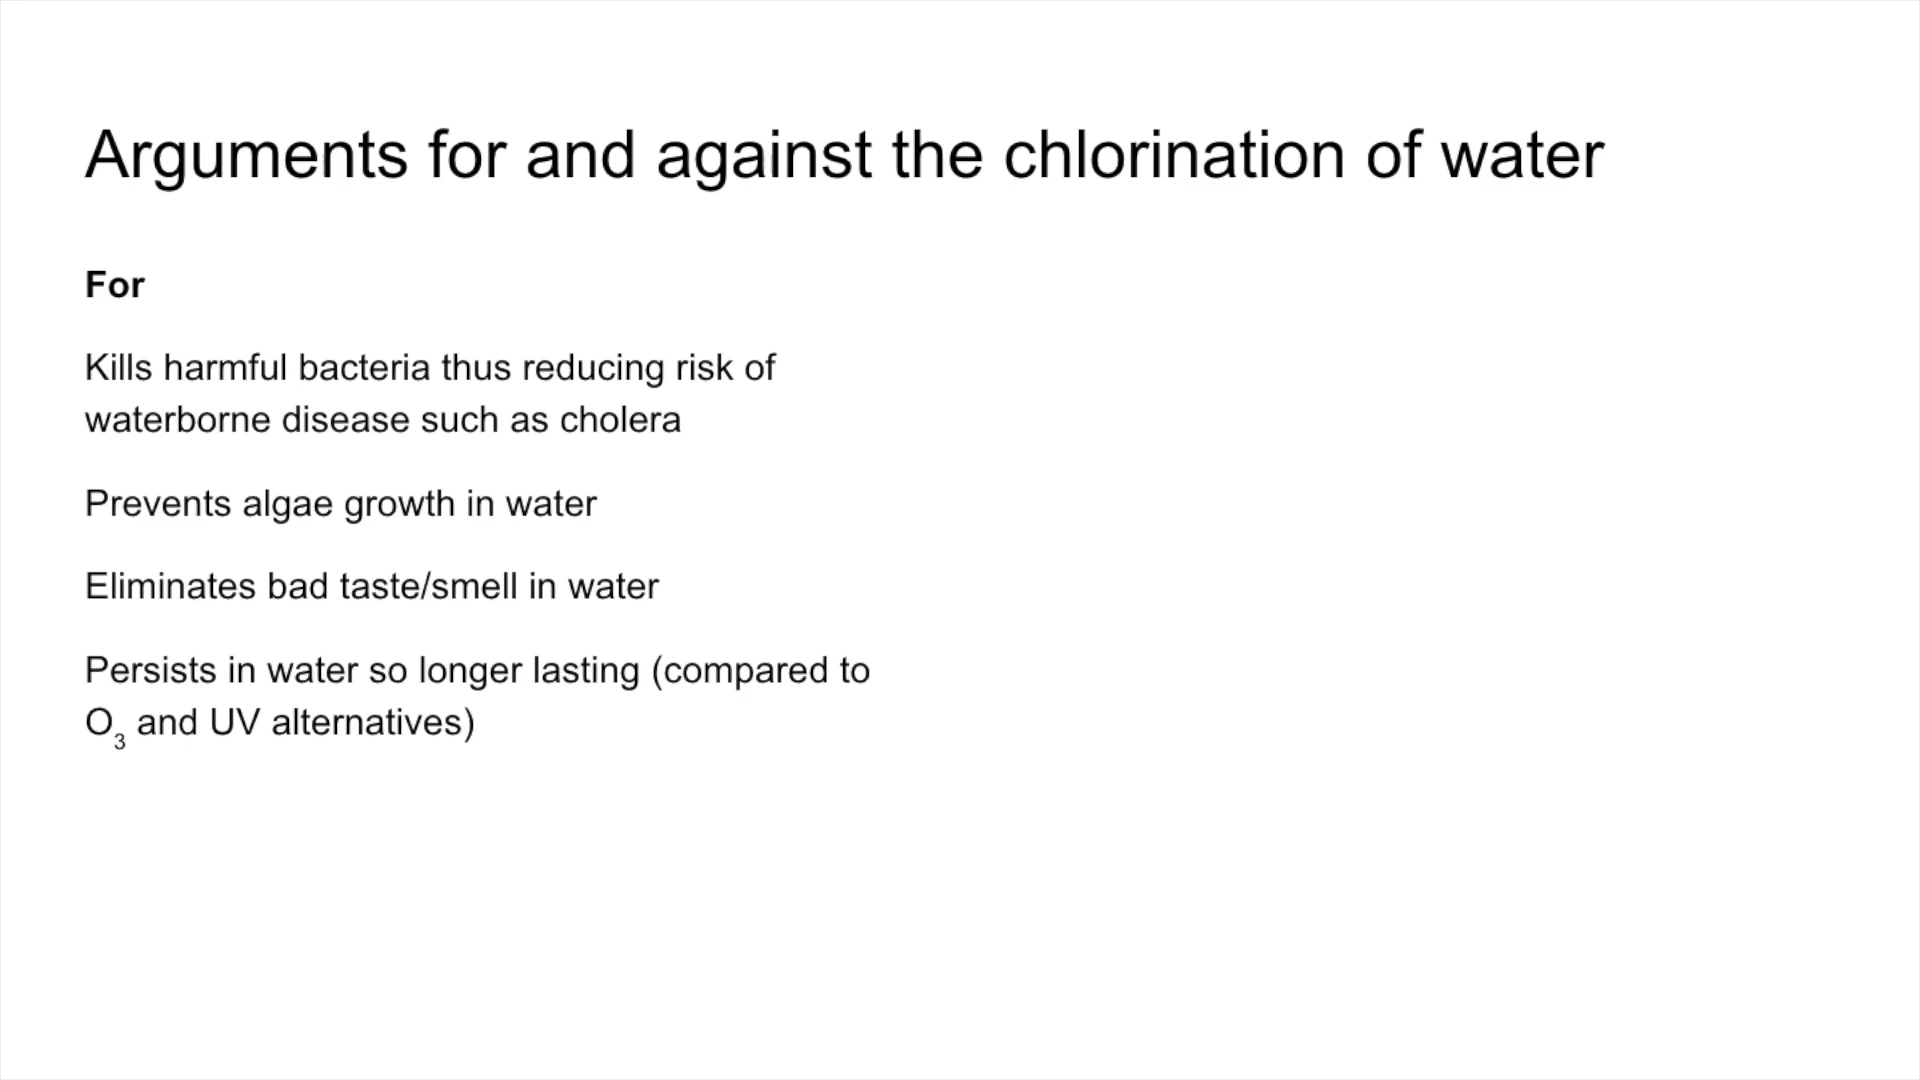 Arguments for and against the chlorination of water
For
Kills harmful bacteria thus reducing risk of
waterborne disease such as cholera
Prevents algae growth in water
Eliminates bad taste/smell in water
Persists in water so longer lasting (compared to
O₃ and UV alternatives)